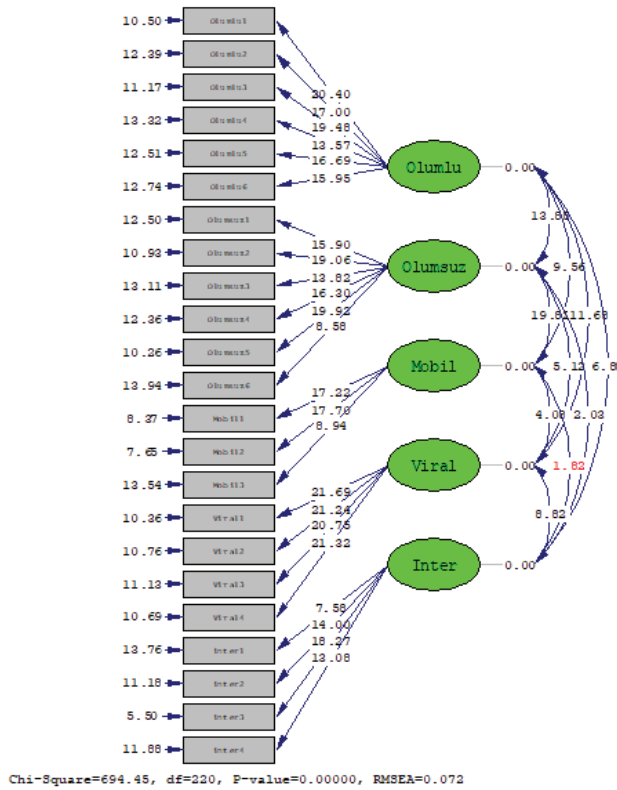 10.50 Olumlu1
12.39 Olumlu2
11.17 Olumlu3
13.32 Olumlu4
12.51 Olumlu5
12.74 Olumlu6
12.50 Olumsuz1
10.93 Olumsuz2
13.11 Olumsuz3
12.36 Olumsuz4
10.26 Olumsuz5
13.94 Olumsuz6
8.37 Mobil1
7.65 Mobil2
13.54 Mobil3
10.36 Viral1
10.76 Viral2
11.13 Viral3
10.69 Viral4
13.76 Inter1
11.18 Inter2
5.50 Inter3
11.88 Inter4
20.40
17.00
19.48
13.57
16.69
15.95
15.90
19.06
13.82
16.30
19.92
8.58
17.22
17.70
8.94
21.69
21.24
20.75
21.32
7.58
14.00
18.27
13.08
Olumlu 0.00
Olumsuz 0.00
Mobil 0.00
Viral 0.00
Inter 0.00
9.56
11.68
5.12
4.08 2.03
1.82
8.82
Chi-Square=694.45, df=220, P-value=0.00000, RMSEA=0.072